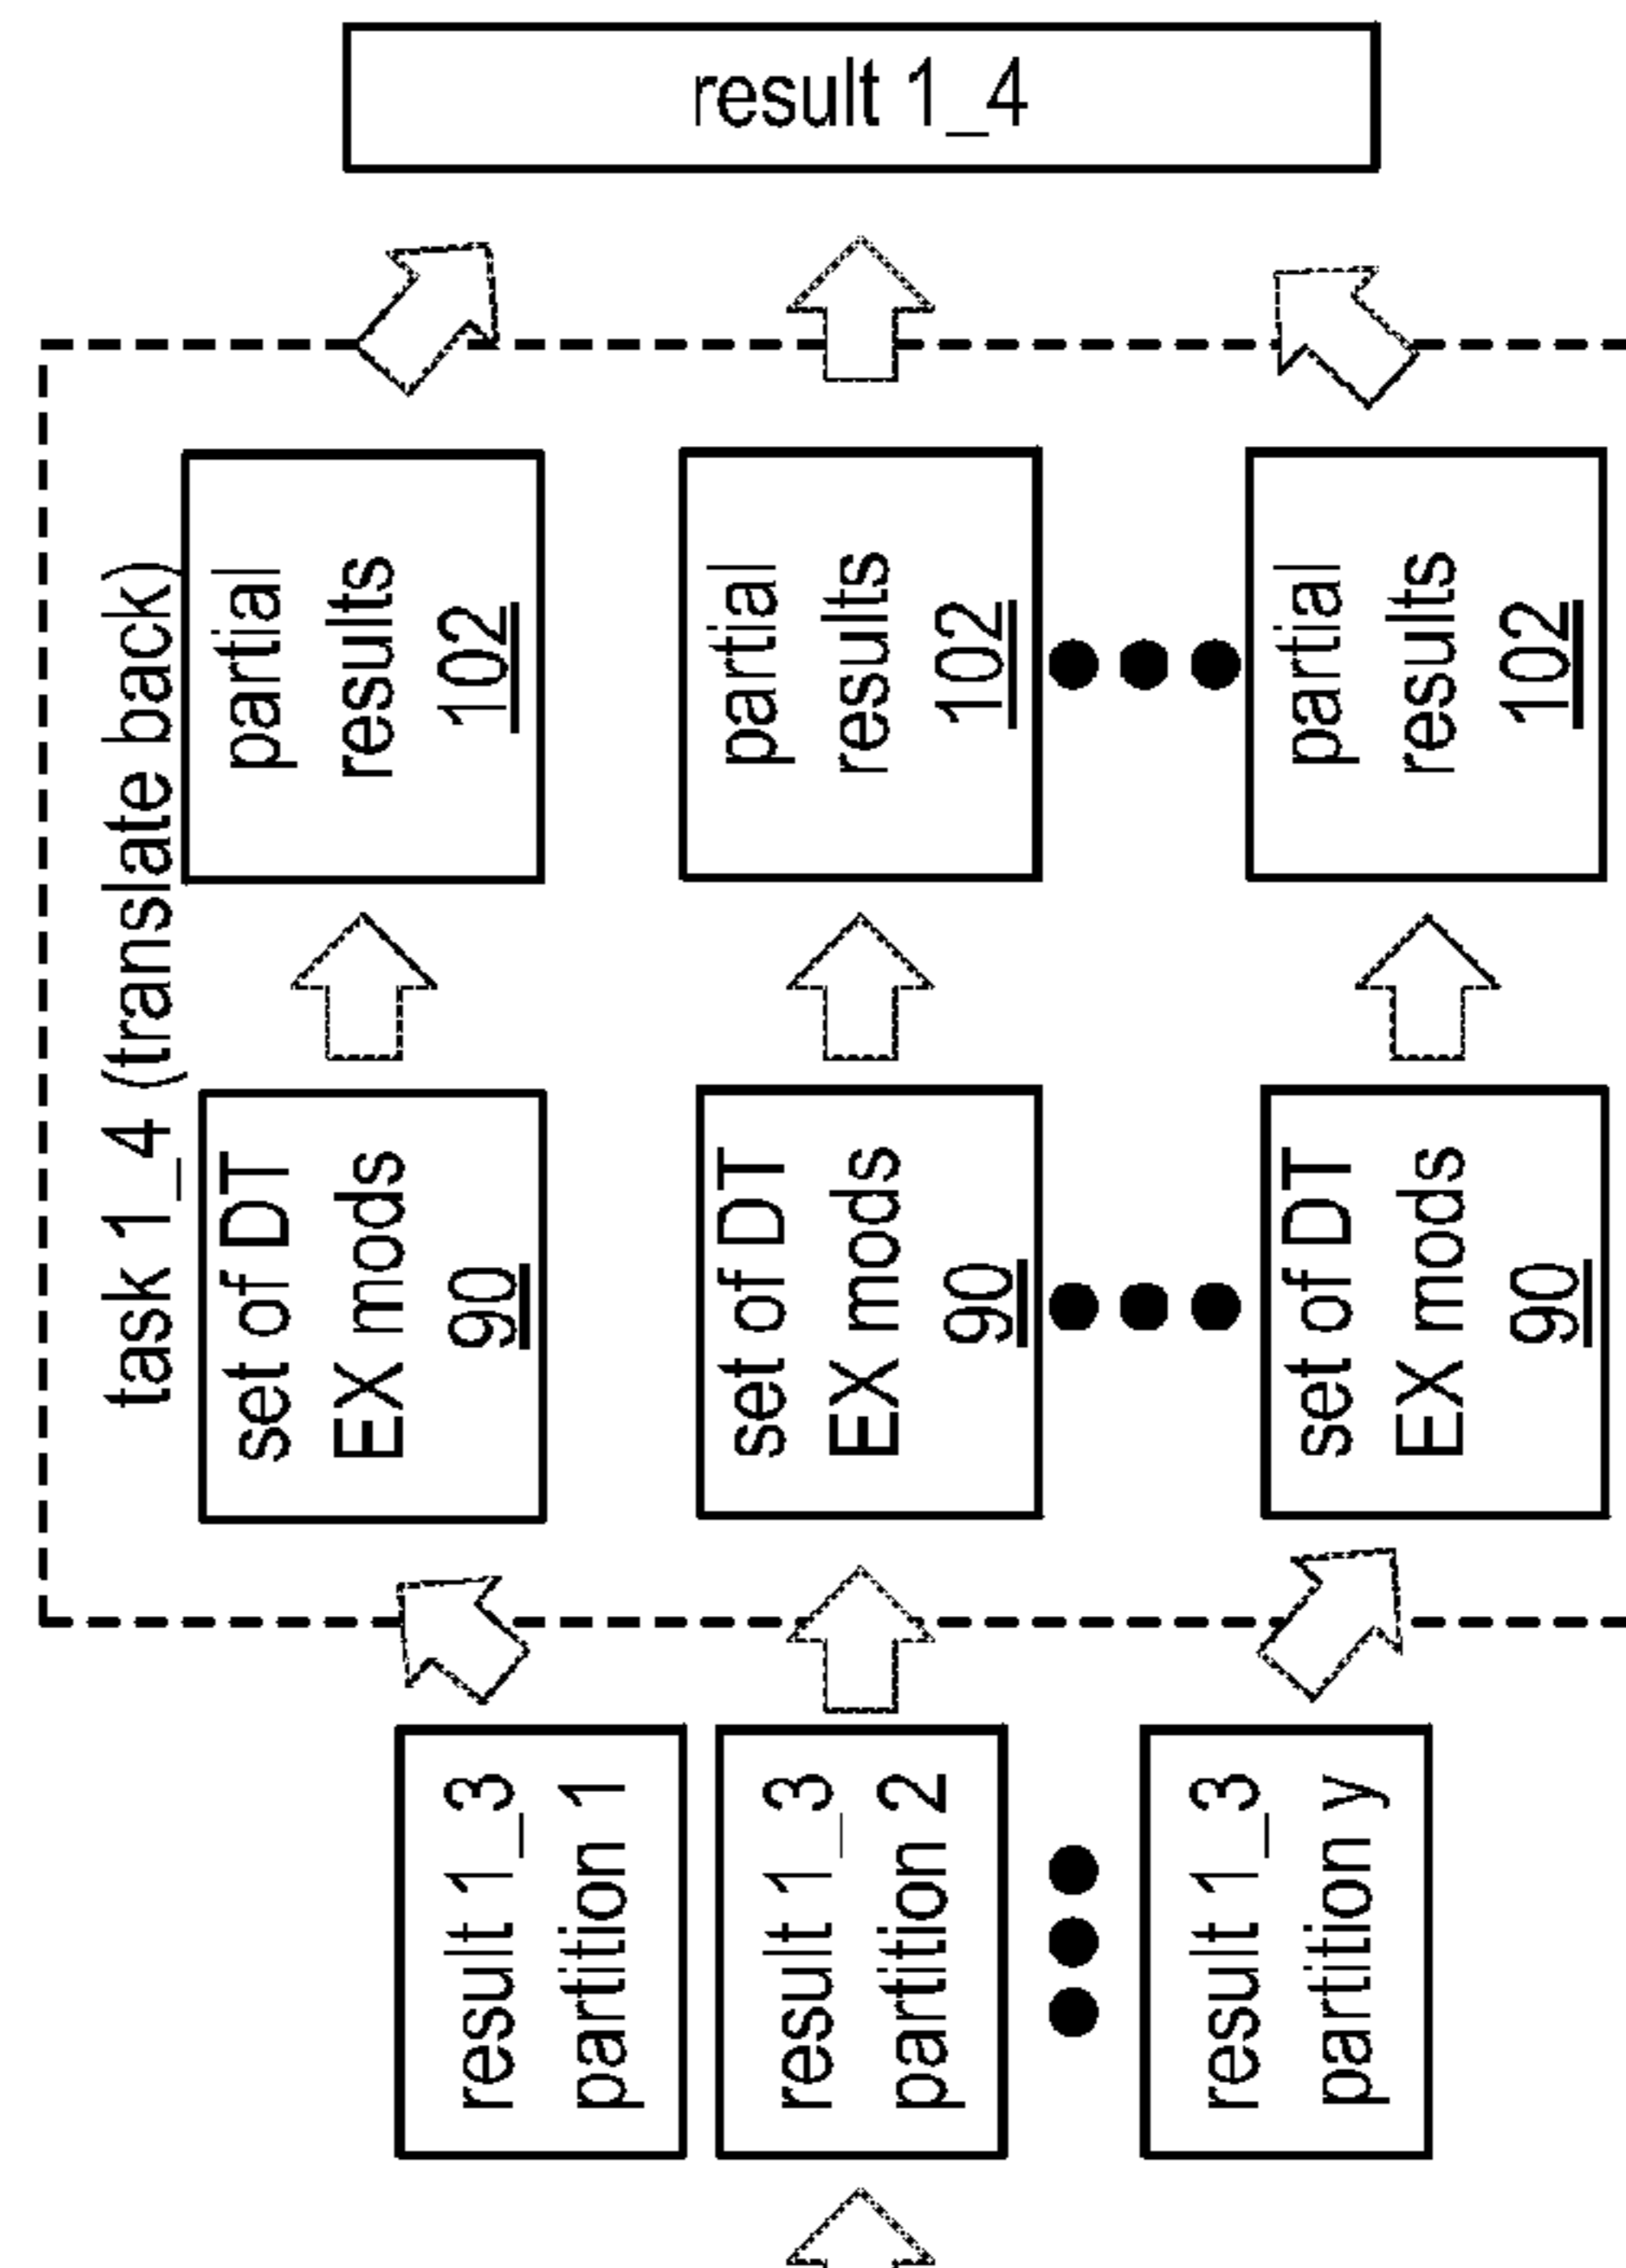 result 1_4
task 1_4 (translate back)
partial
results
102
partial
results
102
partial
results
102
set of DT
EX mods
90
set of DT
EX mods
90
set of DT
EX mods
90
result 1_3
partition 1
result 1_3
partition 2
result 1_3
partition y